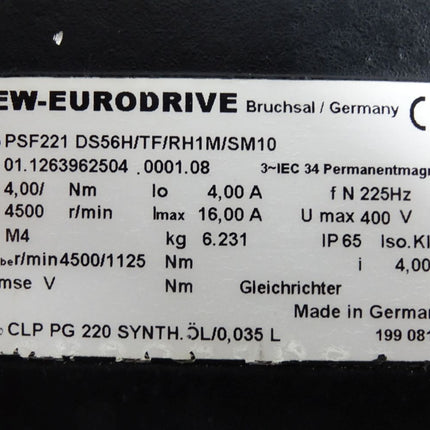 EW-EURODRIVE Bruchsal / Germany
PSF221 DS56H/TF/RH1M/SM10
01.1263962504 .0001.08 3~IEC 34 Permanentmagn
4,00/ Nm Io 4,00 A f N 225Hz
4500 r/min Imax 16,00 A U max 400 V
M4 kg 6.231 IP 65 Iso.Kl
be r/min 4500/1125 Nm i 4,00
mse V Nm Gleichrichter
Made in German
CLP PG 220 SYNTH.ÖL/0,035 L 199 081